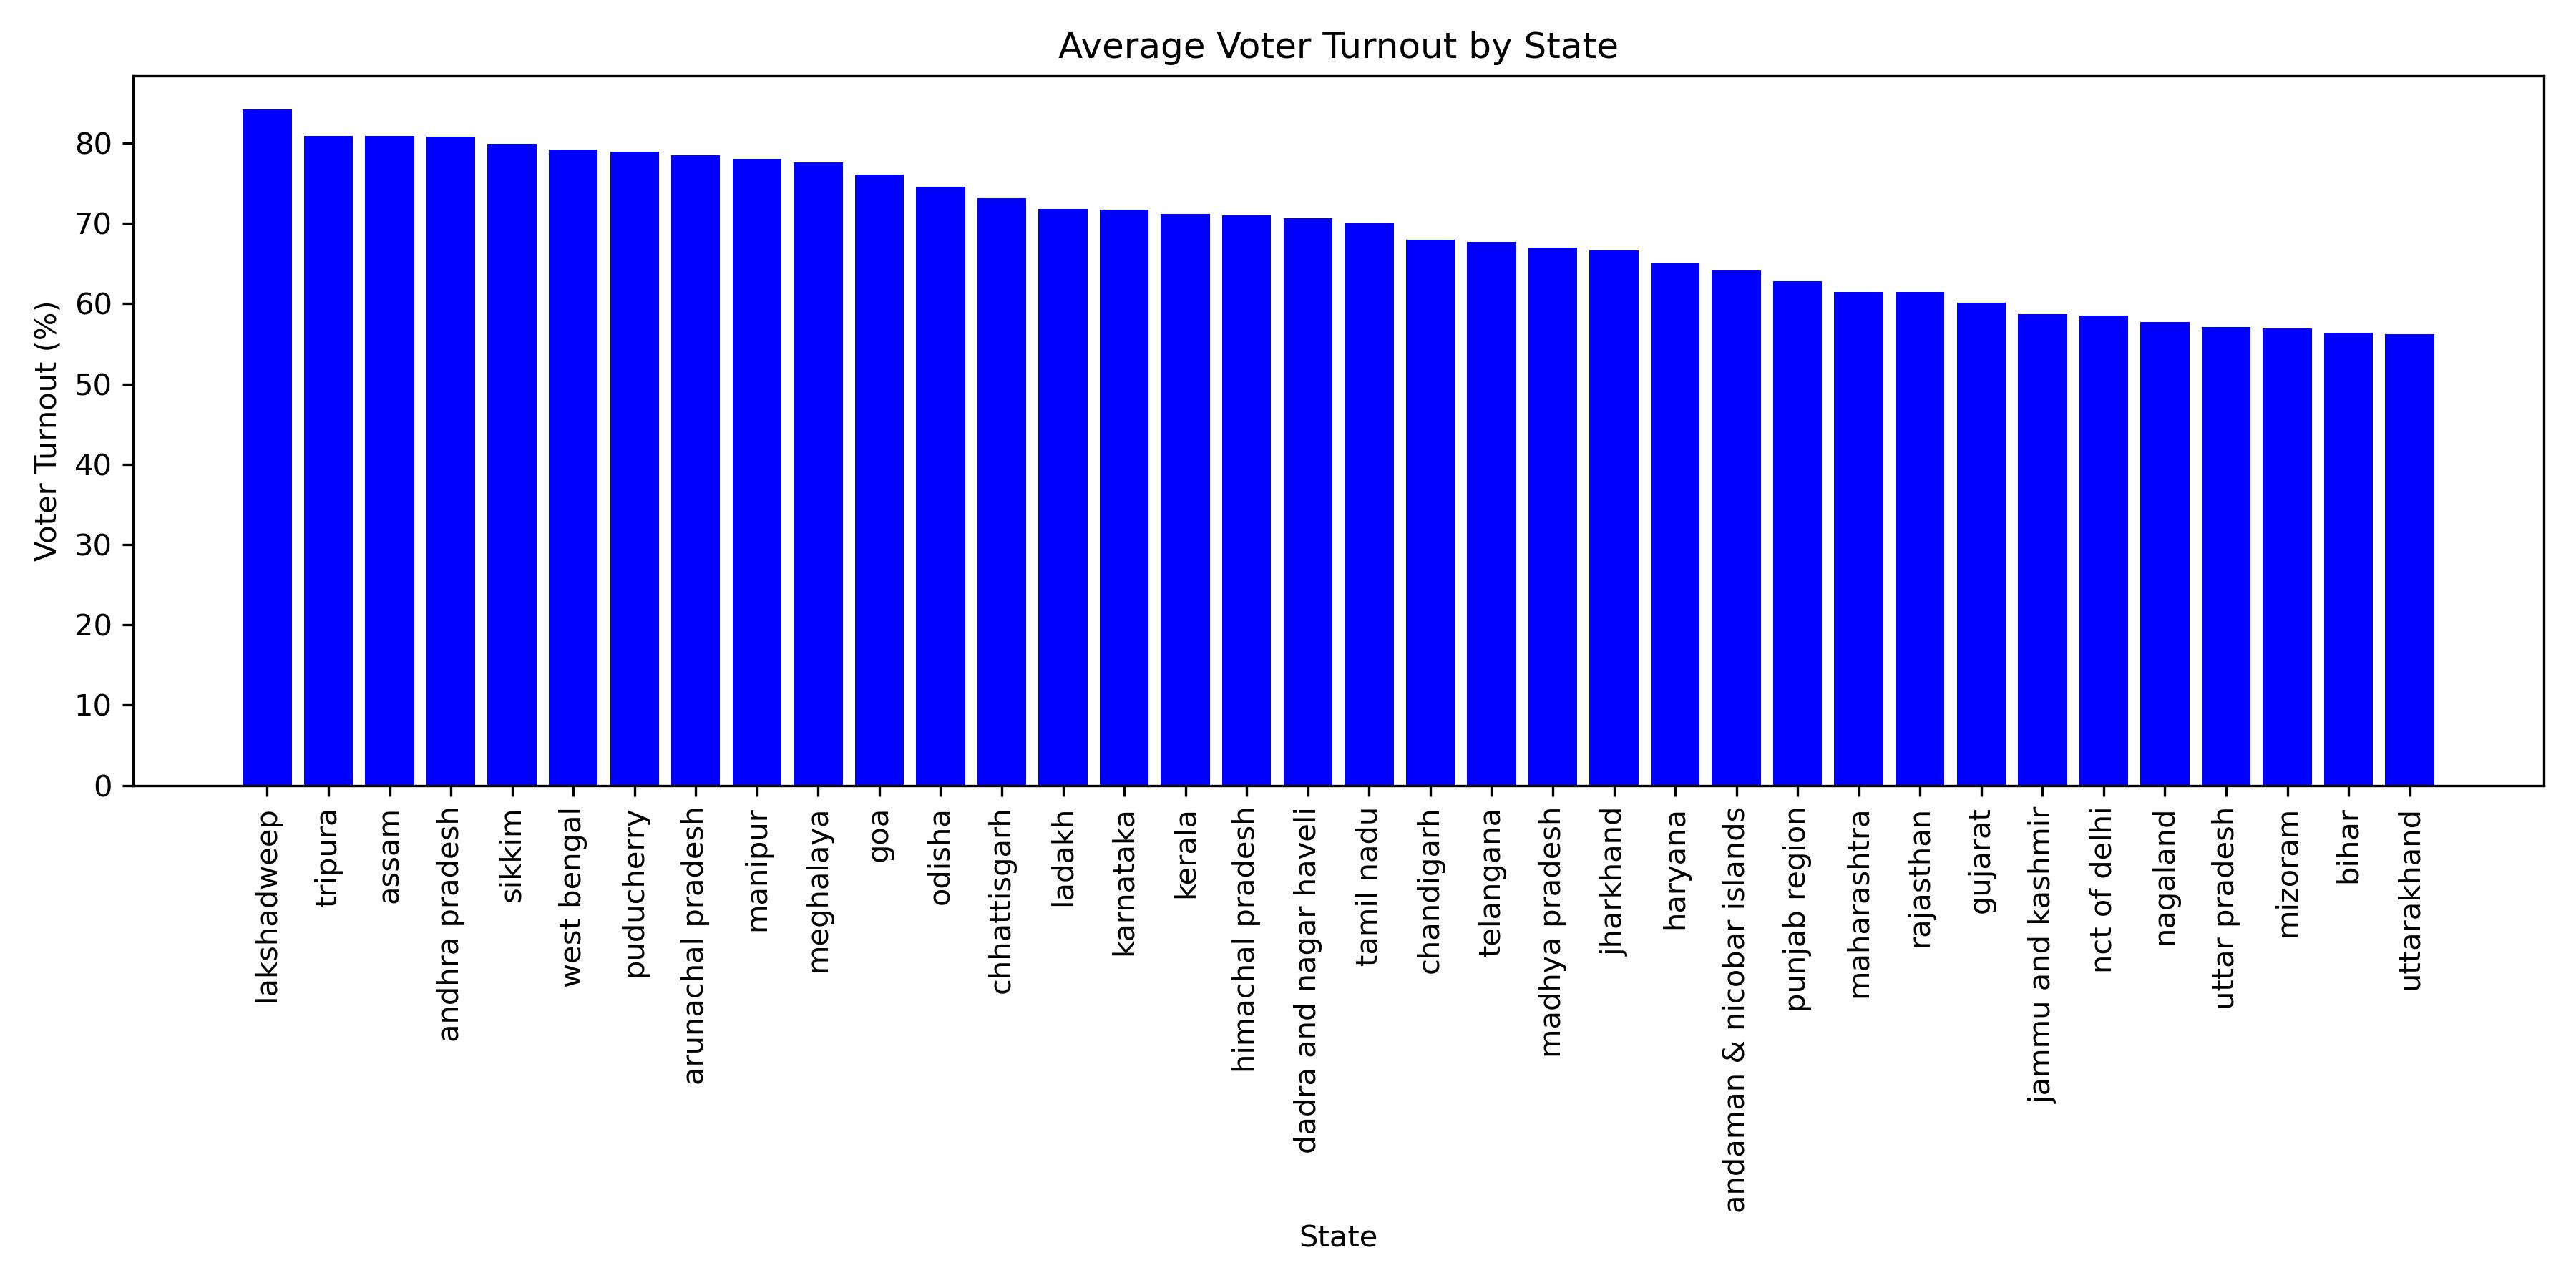 Average Voter Turnout by State
Voter Turnout (%)
80
70
60
50
40
30
20
10
0
lakshadweep
tripura
assam
andhra pradesh
sikkim
west bengal
puducherry
arunachal pradesh
manipur
meghalaya
goa
odisha
chhattisgarh
ladakh
karnataka
kerala
himachal pradesh
dadra and nagar haveli
tamil nadu
chandigarh
telangana
madhya pradesh
jharkhand
haryana
andaman & nicobar islands
punjab region
maharashtra
rajasthan
gujarat
jammu and kashmir
nct of delhi
nagaland
uttar pradesh
mizoram
bihar
uttarakhand
State